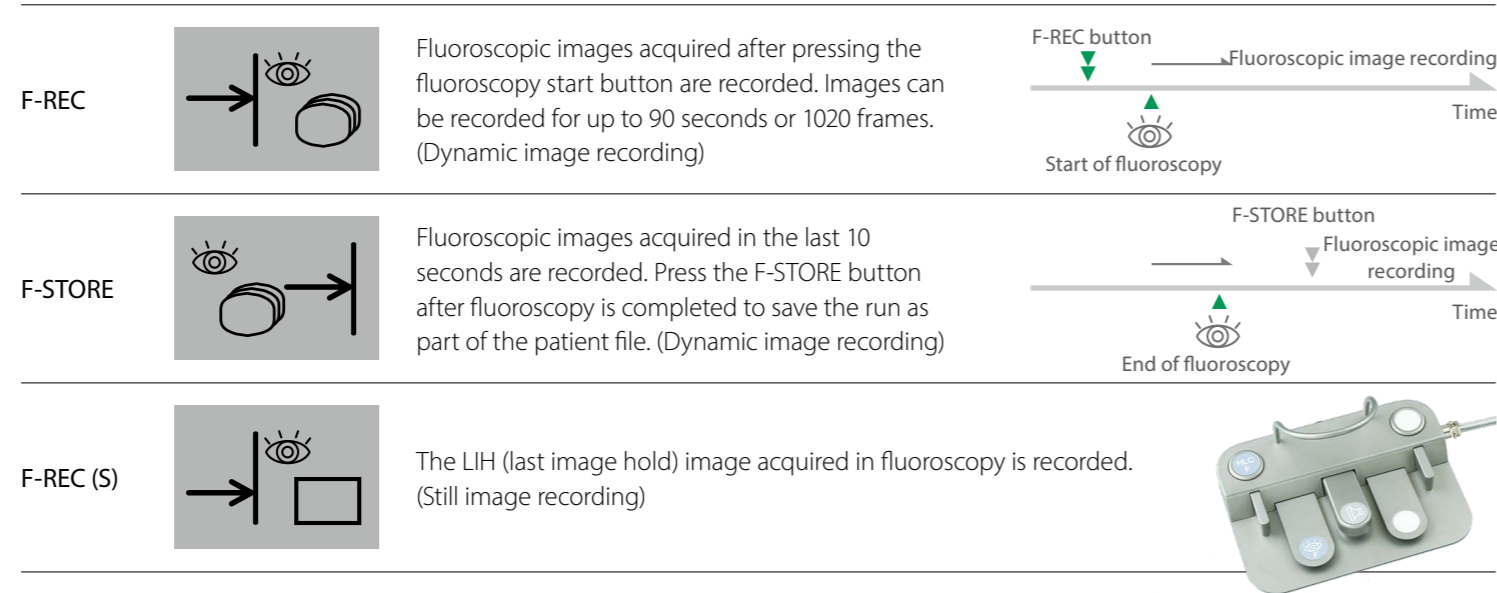 F-REC
Fluoroscopic images acquired after pressing the
fluoroscopy start button are recorded. Images can
be recorded for up to 90 seconds or 1020 frames.
(Dynamic image recording)
F-REC button
Fluoroscopic image recording
Time
Start of fluoroscopy
F-STORE
Fluoroscopic images acquired in the last 10
seconds are recorded. Press the F-STORE button
after fluoroscopy is completed to save the run as
part of the patient file. (Dynamic image recording)
F-STORE button
Fluoroscopic image
recording
Time
End of fluoroscopy
F-REC (S)
The LIH (last image hold) image acquired in fluoroscopy is recorded.
(Still image recording)